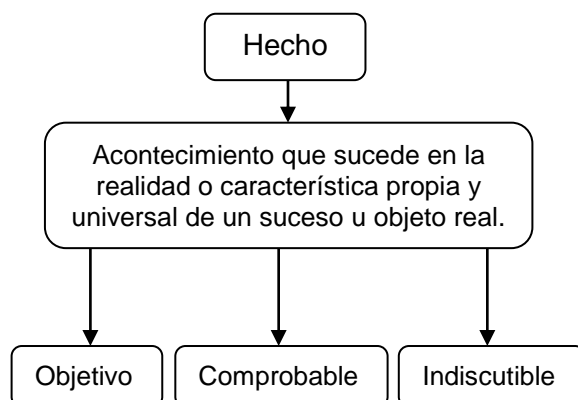 Hecho
Acontecimiento que sucede en la
realidad o característica propia y
universal de un suceso u objeto real.
Objetivo
Comprobable
Indiscutible